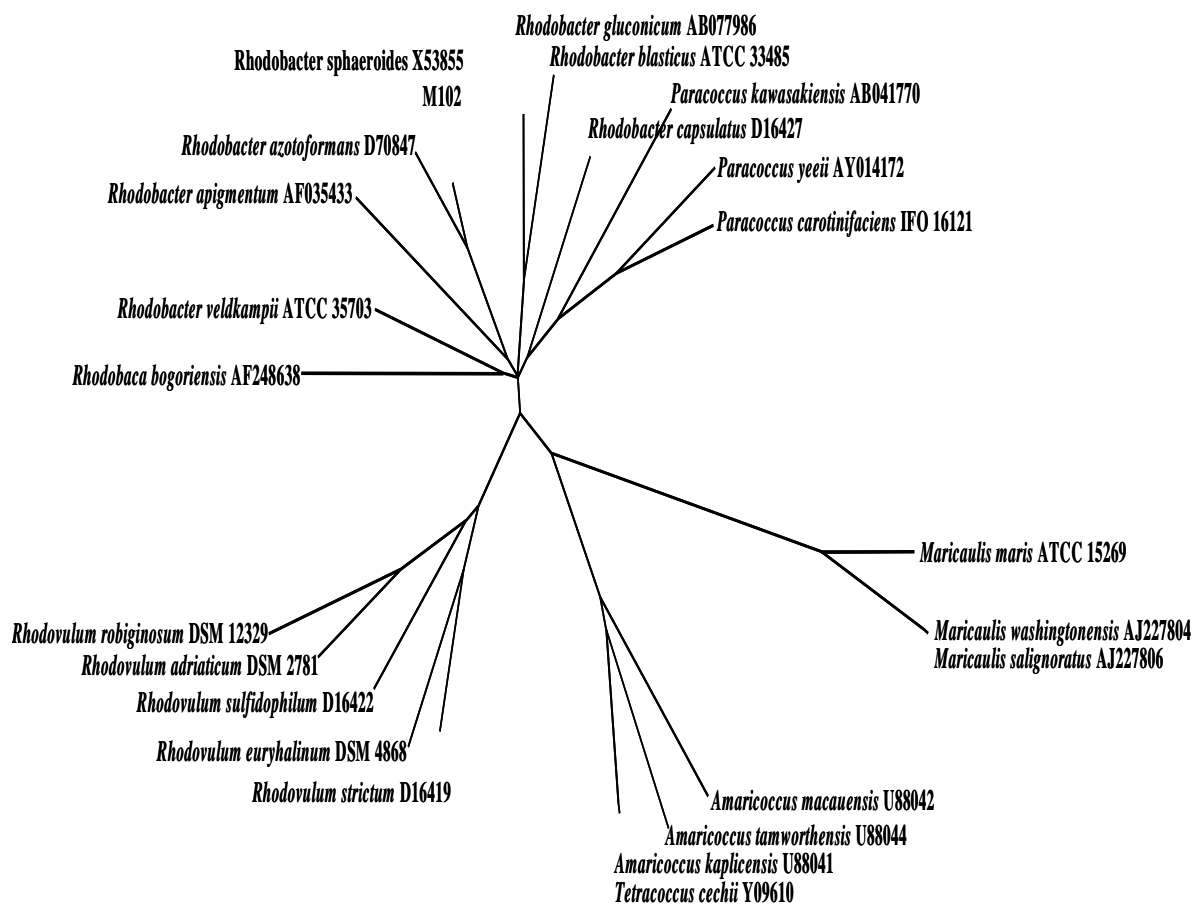 Rhodobacter gluconicum AB077986
Rhodobacter blasticus ATCC 33485
Rhodobacter sphaeroides X53855
M102
Paracoccus kawasakiensis AB041770
Rhodobacter capsulatus D16427
Rhodobacter azotoformans D70847
Paracoccus yeeii AY014172
Rhodobacter apigmentum AF035433
Paracoccus carotinifaciens IFO 16121
Rhodobacter veldkampii ATCC 35703
Rhodobaca bogoriensis AF248638
Maricaulis maris ATCC 15269
Rhodovulum robiginosum DSM 12329
Maricaulis washingtonensis AJ227804
Rhodovulum adriaticum DSM 2781
Maricaulis salignoratus AJ227806
Rhodovulum sulfidophilum D16422
Rhodovulum euryhalinum DSM 4868
Rhodovulum strictum D16419
Amaricoccus macauensis U88042
Amaricoccus tamworthensis U88044
Amaricoccus kaplicensis U88041
Tetracoccus cechii Y09610